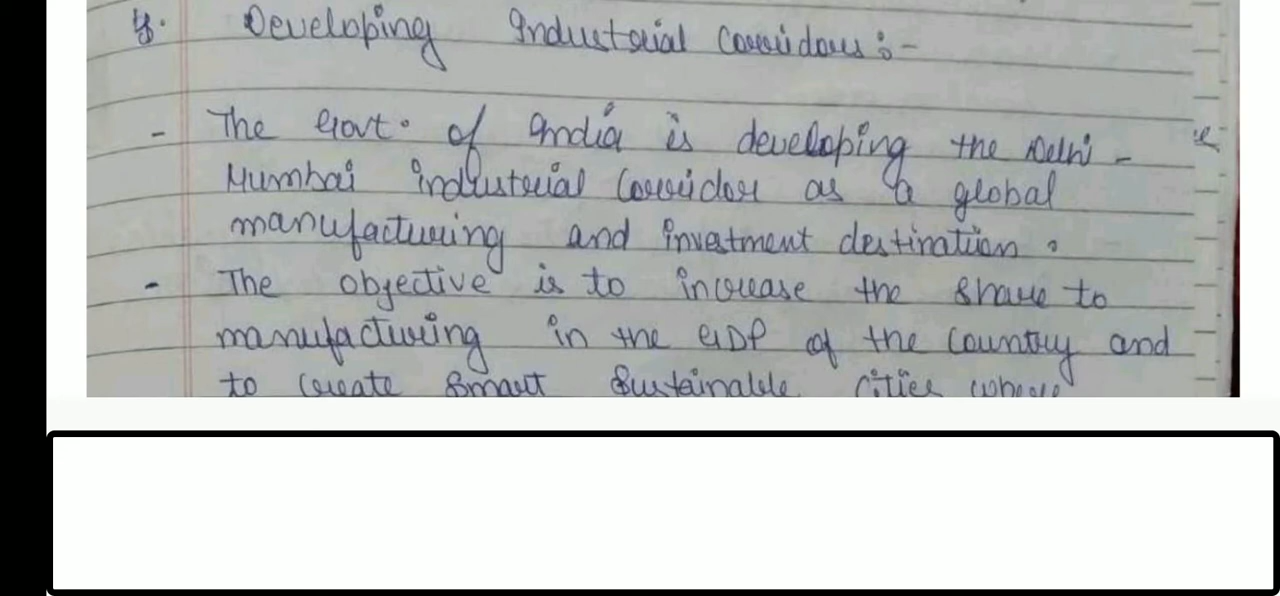 Developing Industrial Corridors :-
- The Govt. of India is developing the Delhi -
Mumbai industrial Corridor as a global
manufacturing and investment destination.
- The objective is to increase the share to
manufacturing in the GDP of the country and
to create smart sustainable cities where